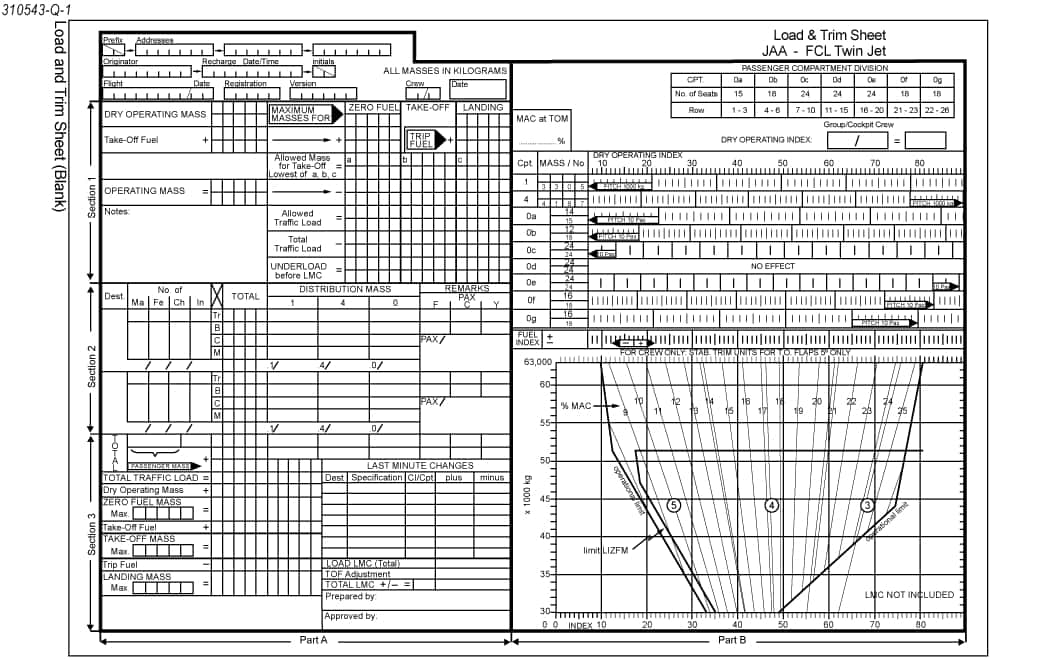 310543-Q-1
Load and Trim Sheet (Blank)
Load & Trim Sheet
JAA - FCL Twin Jet
Prefix Addresses
Originator Recharge Date/Time initials
ALL MASSES IN KILOGRAMS
Flight Date Registration Version Crew Date
Section 1
DRY OPERATING MASS
MAXIMUM MASSES FOR
ZERO FUEL TAKE-OFF LANDING
Take-Off Fuel +
+
TRIP FUEL
+
Allowed Mass for Take-Off Lowest of a, b, c =
a b c
OPERATING MASS =
–
Notes:
Allowed Traffic Load =
Total Traffic Load –
UNDERLOAD before LMC =
Section 2
Dest. No. of
Ma Fe Ch In
TOTAL
DISTRIBUTION MASS
1 4 0
REMARKS
PAX
F C Y
Tr
B
C
M
PAX/
/ / / 1/ 4/ 0/
Tr
B
C
M
PAX/
/ / / 1/ 4/ 0/
Section 3
TOTAL
PASSENGER MASS
+
TOTAL TRAFFIC LOAD =
Dry Operating Mass +
ZERO FUEL MASS
Max. =
Take-Off Fuel +
TAKE-OFF MASS
Max. =
Trip Fuel –
LANDING MASS
Max =
LAST MINUTE CHANGES
Dest Specification Cl/Cpt plus minus
LOAD LMC (Total)
TOF Adjustment
TOTAL LMC +/– =
Prepared by:
Approved by:
Part A
PASSENGER COMPARTMENT DIVISION
CPT. 0a 0b 0c 0d 0e 0f 0g
No. of Seats 15 18 24 24 24 18 18
Row 1 - 3 4 - 6 7 - 10 11 - 15 16 - 20 21 - 23 22 - 26
MAC at TOM
............... %
Group/Cockpit Crew
DRY OPERATING INDEX: / =
Cpt. MASS / No
DRY OPERATING INDEX
10 20 30 40 50 60 70 80
1
3 3 0 5
PITCH 1000 kg
4
4 1 8 7
PITCH 1000 kg
0a
14
15
PITCH 10 Pax
0b
12
18
PITCH 10 Pax
0c
24
24
10 Pax
0d
24
24
NO EFFECT
0e
24
24
10 Pax
0f
16
18
PITCH 10 Pax
0g
16
18
PITCH 10 Pax
FUEL INDEX + –
– +
FOR CREW ONLY: STAB. TRIM UNITS FOR T.O. FLAPS 5º ONLY
63,000
60
% MAC
9 10 11 12 13 14 15 16 17 18 19 20 21 22 23 24 25
55
50
45
40
35
30
x 1000 kg
operational limit
5
4
3
operational limit
limit LIZFM
LMC NOT INCLUDED
0 0 INDEX 10 20 30 40 50 60 70 80
Part B